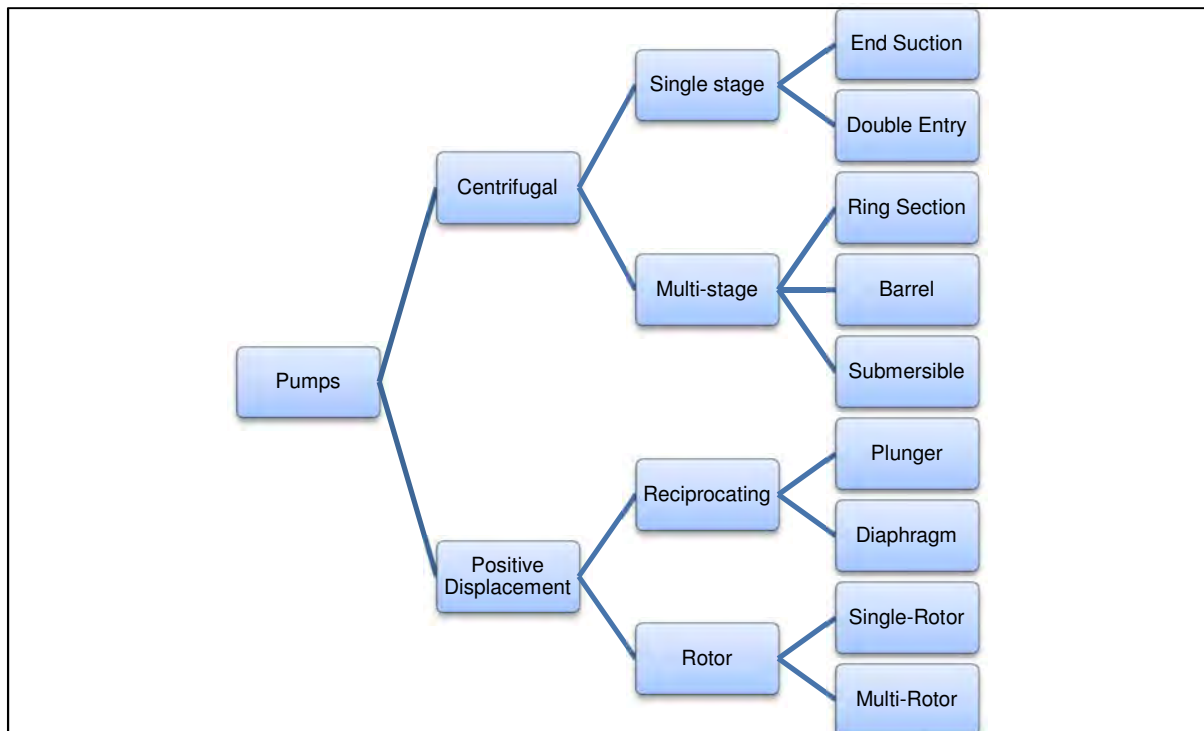 End Suction
Single stage
Double Entry
Centrifugal
Ring Section
Multi-stage
Barrel
Submersible
Pumps
Plunger
Reciprocating
Diaphragm
Positive
Displacement
Single-Rotor
Rotor
Multi-Rotor